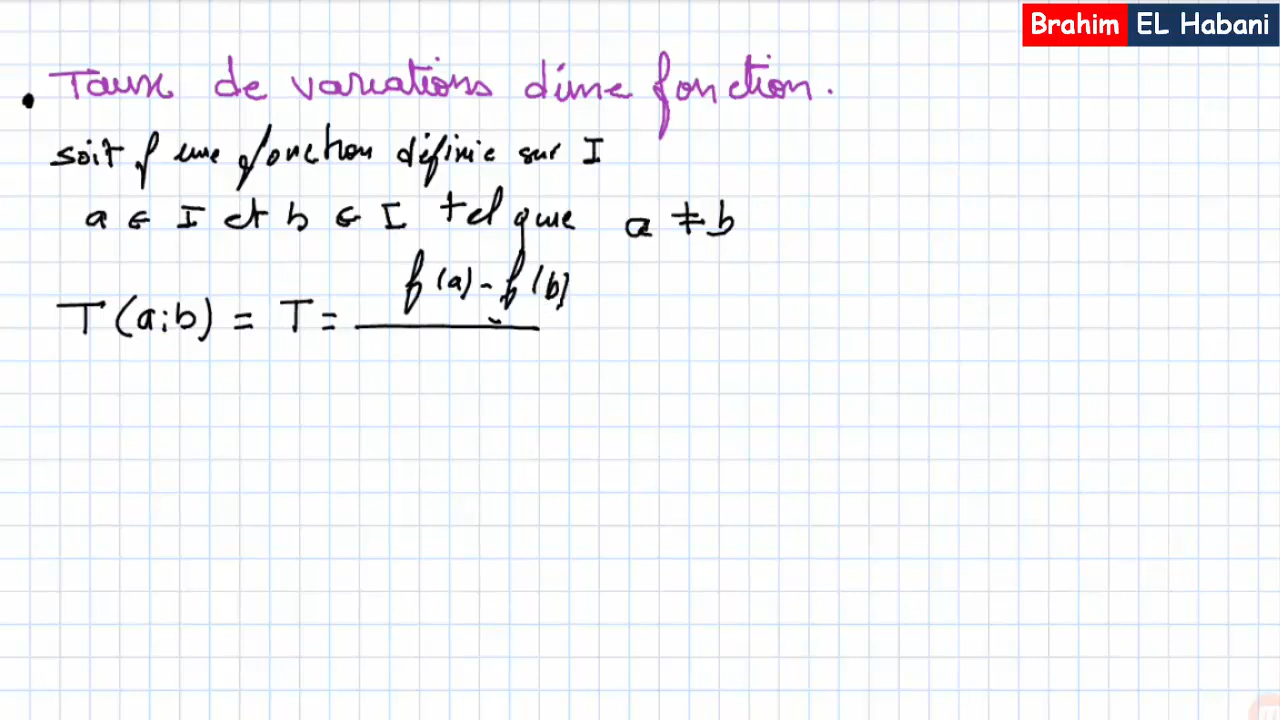 Brahim EL Habani
• Taux de variations d'une fonction.
soit f une fonction définie sur I
a ∈ I et b ∈ I tel que a ≠ b
T(a;b) = T = f(a) - f(b)